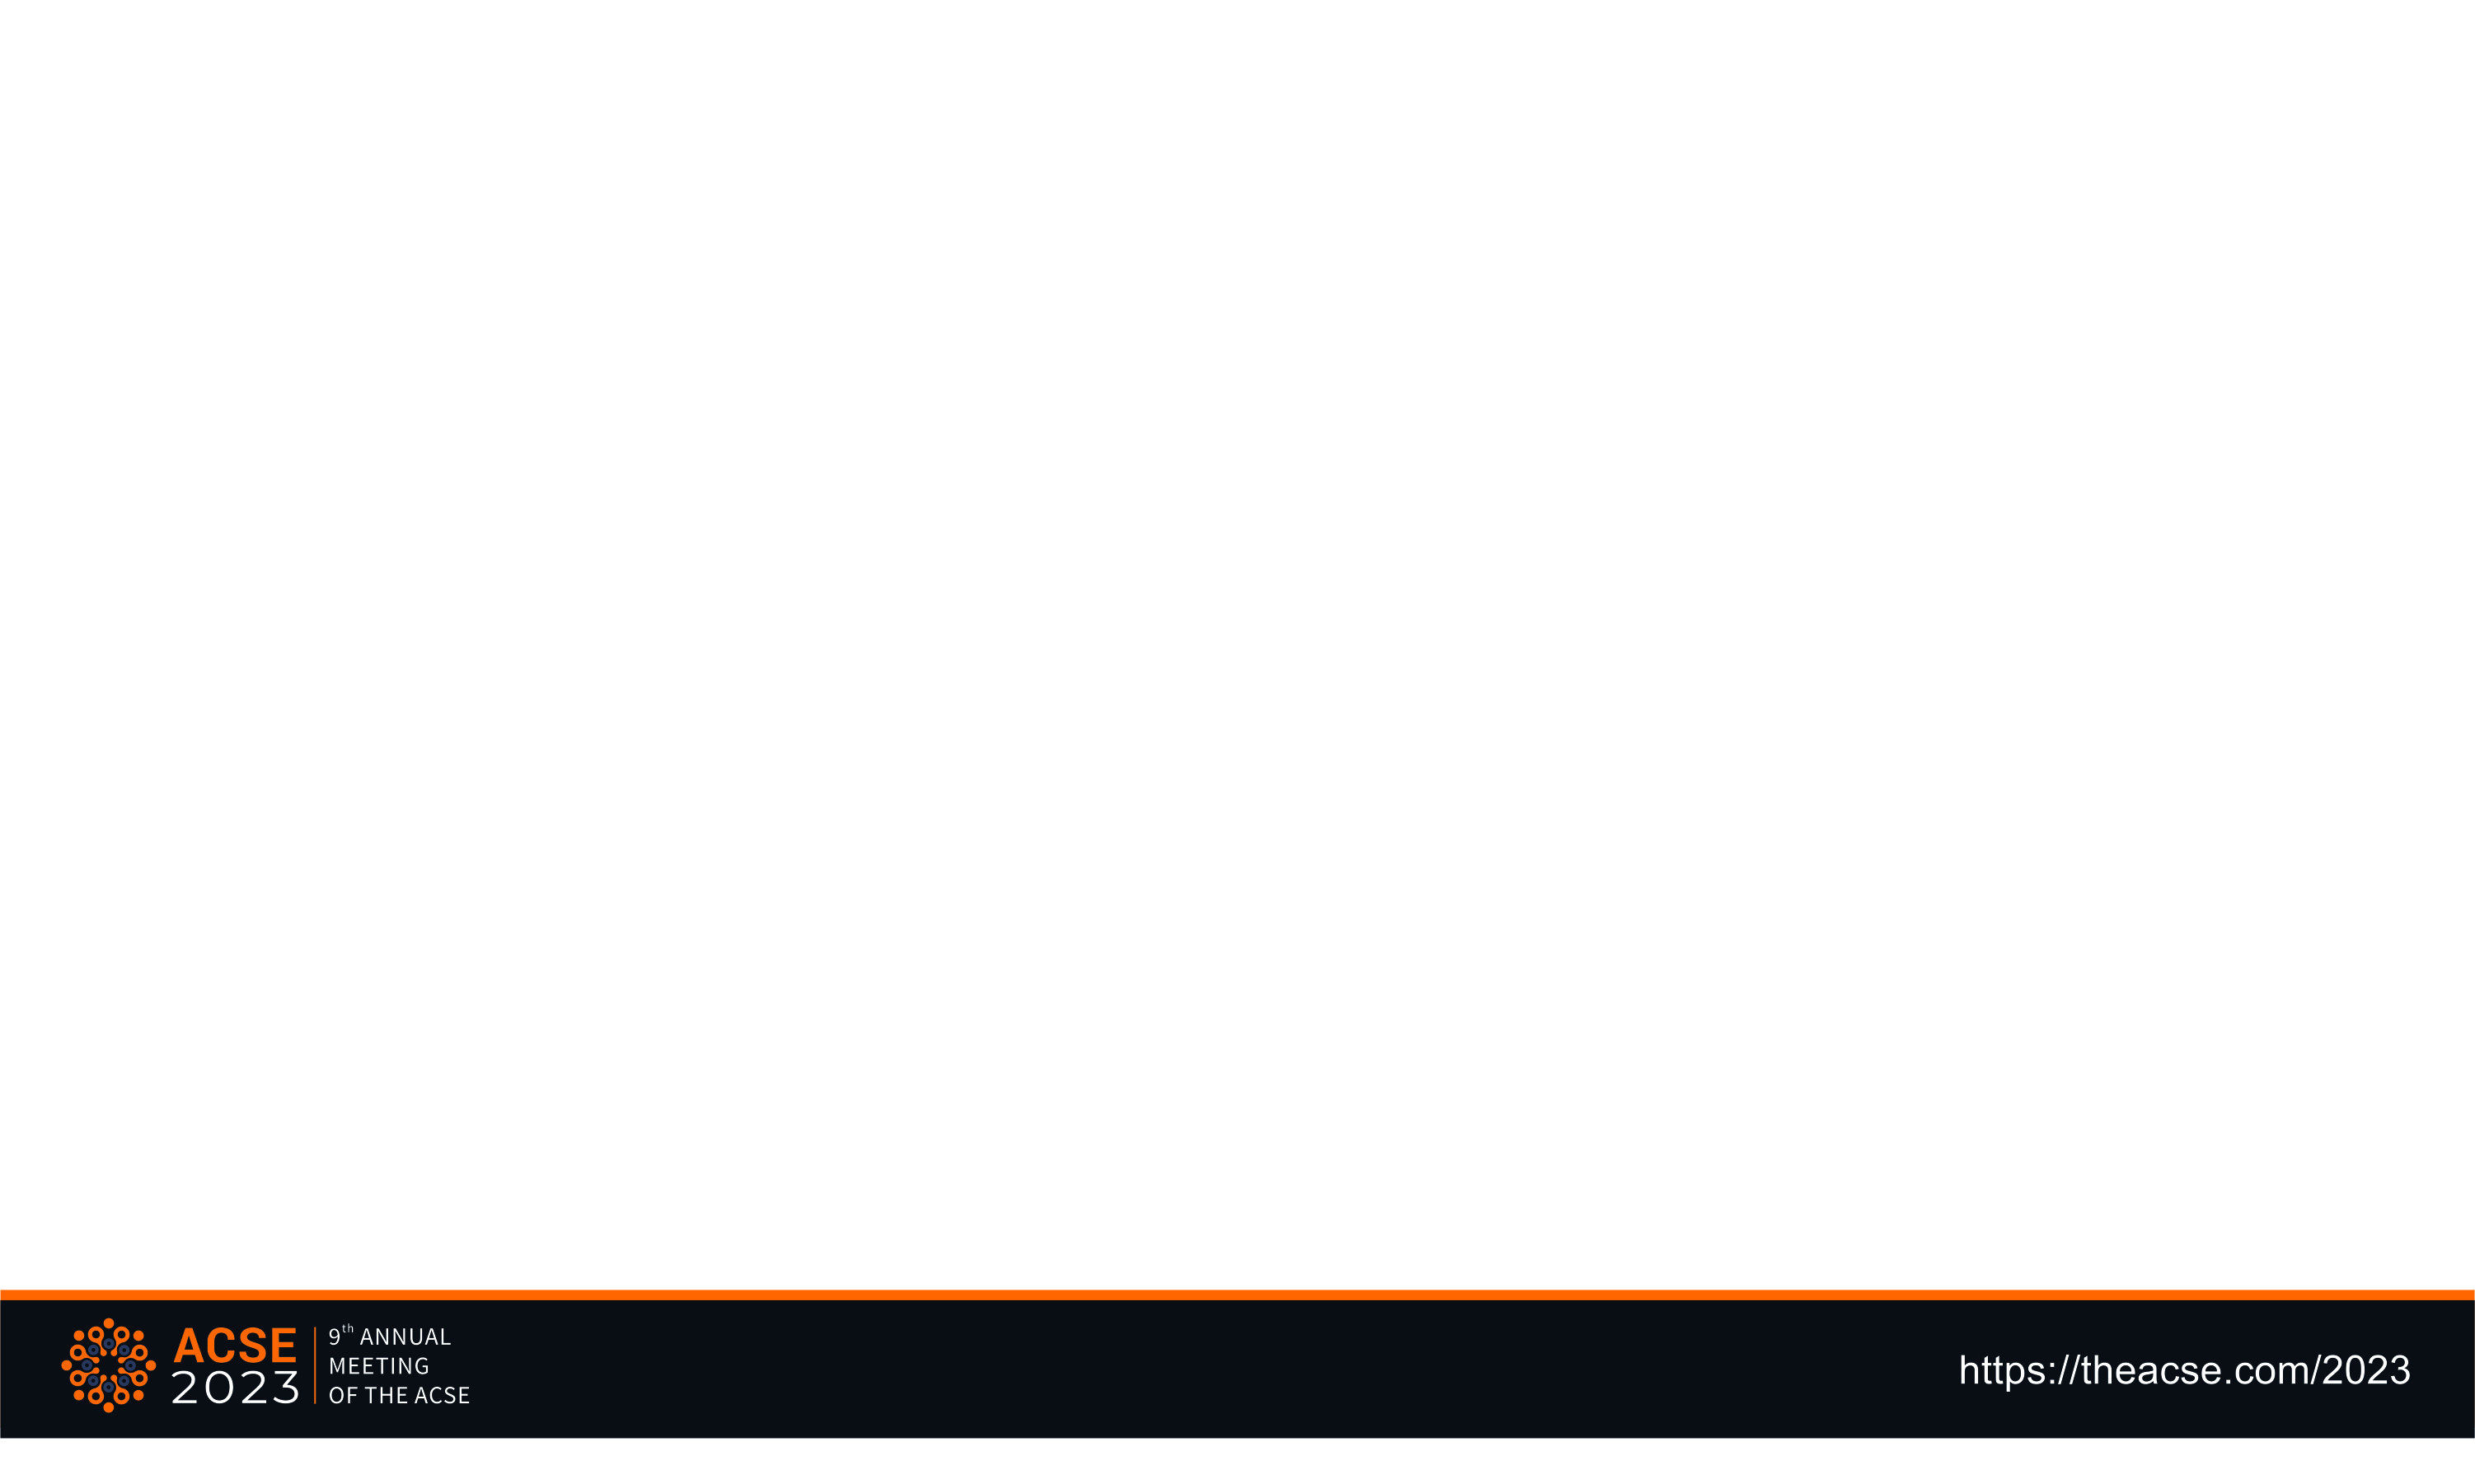 ACSE
2023
9th ANNUAL
MEETING
OF THE ACSE
https://theacse.com/2023